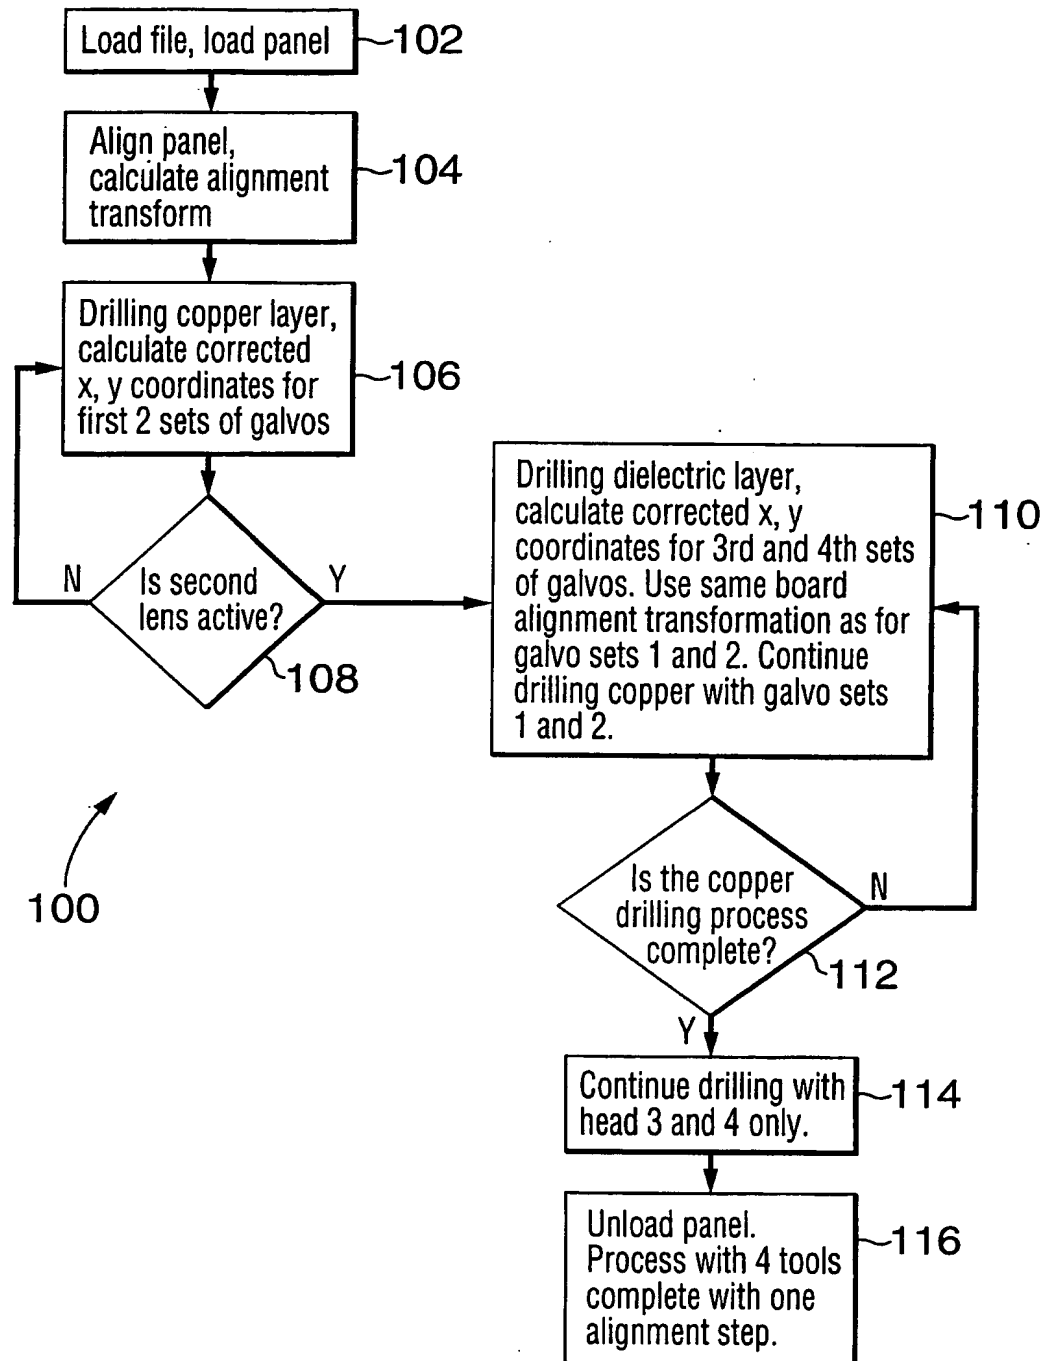 Load file, load panel
102
Align panel,
calculate alignment
transform
104
Drilling copper layer,
calculate corrected
x, y coordinates for
first 2 sets of galvos
106
N
Is second
lens active?
Y
108
Drilling dielectric layer,
calculate corrected x, y
coordinates for 3rd and 4th sets
of galvos. Use same board
alignment transformation as for
galvo sets 1 and 2. Continue
drilling copper with galvo sets
1 and 2.
110
100
Is the copper
drilling process
complete?
N
112
Y
Continue drilling with
head 3 and 4 only.
114
Unload panel.
Process with 4 tools
complete with one
alignment step.
116